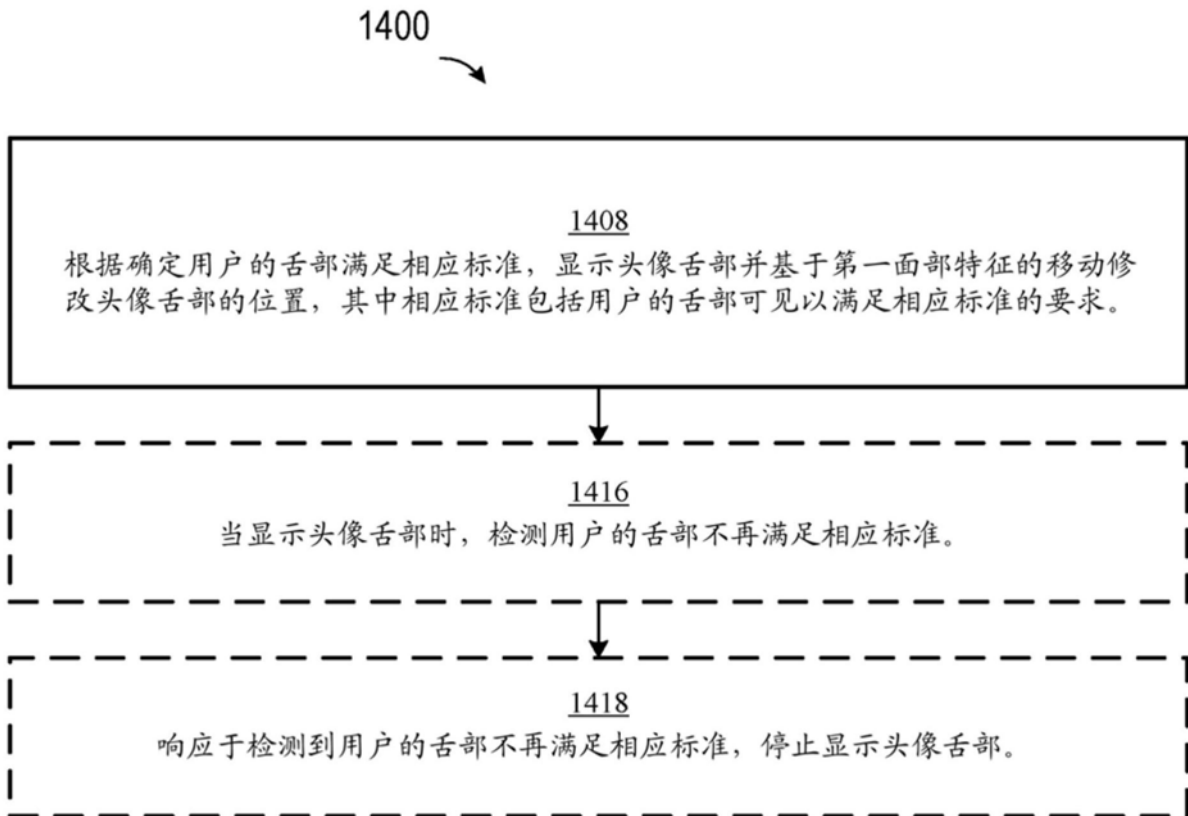 1400
1408
根据确定用户的舌部满足相应标准，显示头像舌部并基于第一面部特征的移动修
改头像舌部的位置，其中相应标准包括用户的舌部可见以满足相应标准的要求。
1416
当显示头像舌部时，检测用户的舌部不再满足相应标准。
1418
响应于检测到用户的舌部不再满足相应标准，停止显示头像舌部。